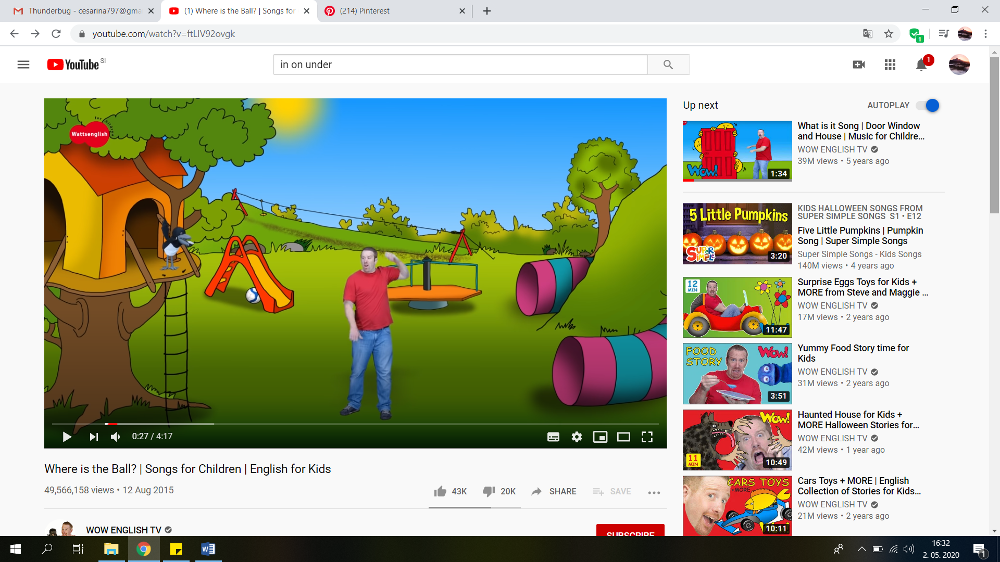 Thunderbug - cesarina797@gma
(1) Where is the Ball? | Songs for
(214) Pinterest
youtube.com/watch?v=ftLIV92ovgk
1
YouTube SI
in on under
1
for children
Wattsenglish
0:27 / 4:17
Where is the Ball? | Songs for Children | English for Kids
49,566,158 views • 12 Aug 2015
43K
20K
SHARE
SAVE
WOW ENGLISH TV
SUBSCRIBE
Up next
AUTOPLAY
Wow!
1:34
What is it Song | Door Window
and House | Music for Childre...
WOW ENGLISH TV
39M views • 5 years ago
5 Little Pumpkins
SUPER
SIMPLE
3:20
KIDS HALLOWEEN SONGS FROM
SUPER SIMPLE SONGS S1 • E12
Five Little Pumpkins | Pumpkin
Song | Super Simple Songs
Super Simple Songs - Kids Songs
140M views • 4 years ago
12
MIN
11:47
Surprise Eggs Toys for Kids +
MORE from Steve and Maggie ...
WOW ENGLISH TV
17M views • 2 years ago
FOOD
STORY
Wow!
3:51
Yummy Food Story time for
Kids
WOW ENGLISH TV
31M views • 2 years ago
Wow!
11
MIN
10:49
Haunted House for Kids +
MORE Halloween Stories for...
WOW ENGLISH TV
42M views • 1 year ago
CARS TOYS
+MORE
Wow!
10:11
Cars Toys + MORE | English
Collection of Stories for Kids...
WOW ENGLISH TV
21M views • 2 years ago
16:32
2. 05. 2020
1